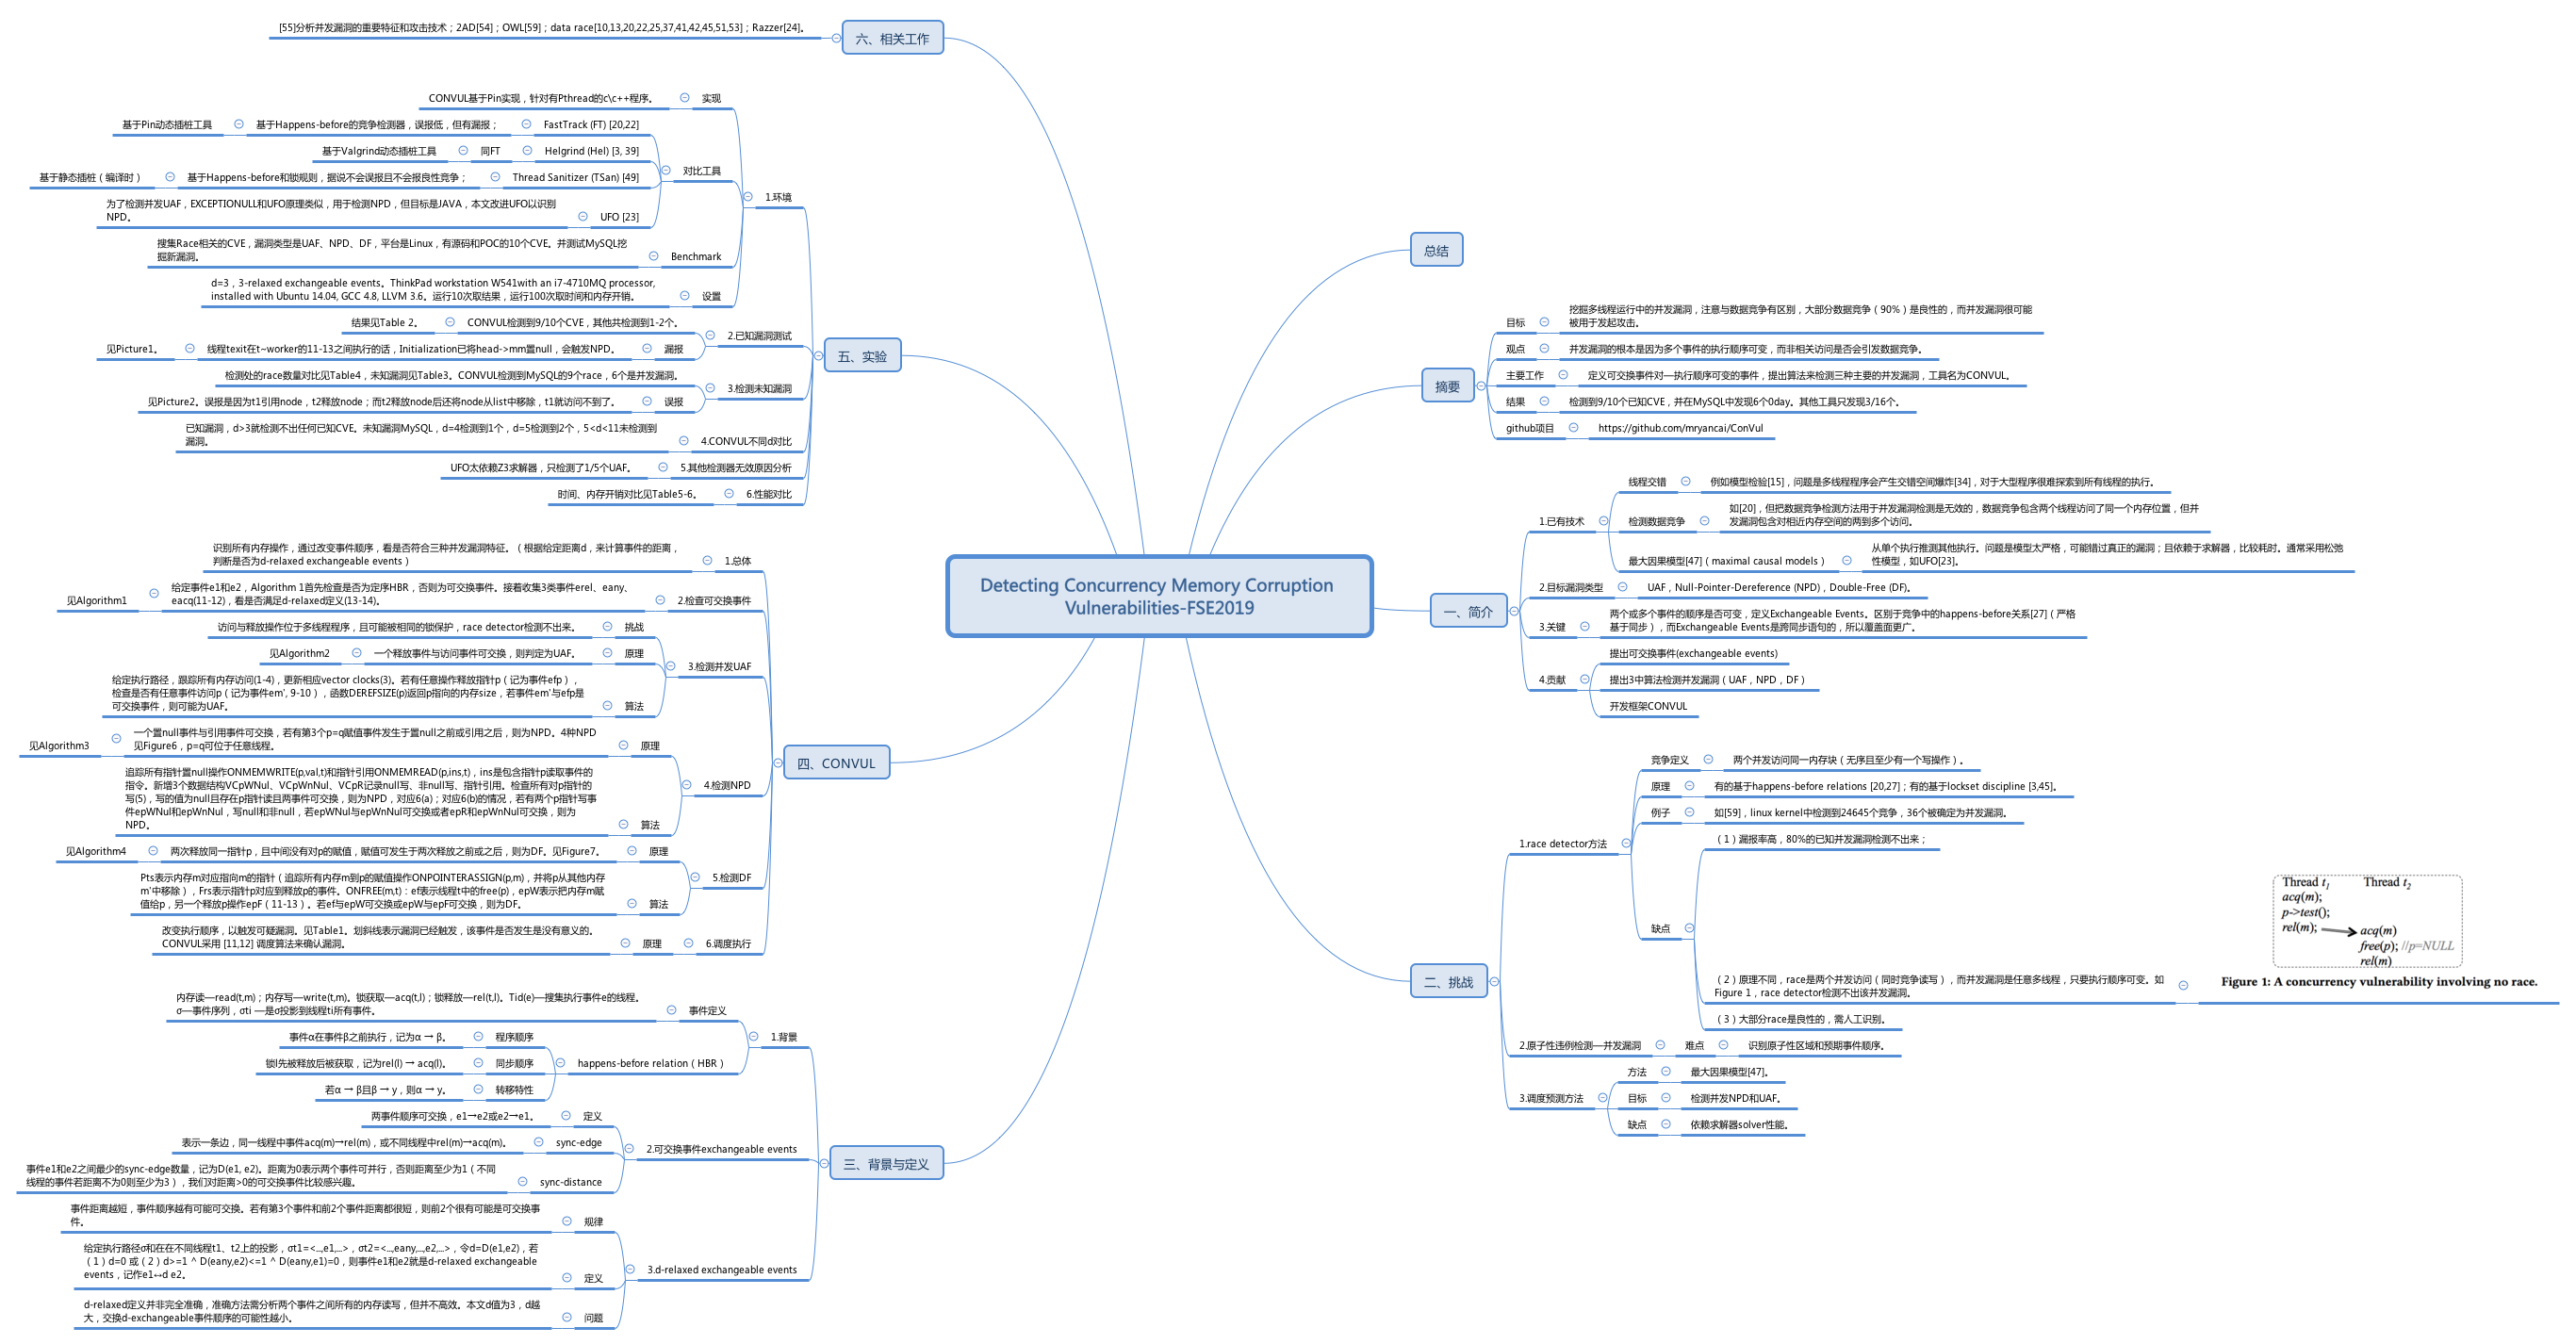 Detecting Concurrency Memory Corruption
Vulnerabilities-FSE2019
总结
摘要
目标
挖掘多线程运行中的并发漏洞，注意与数据竞争有区别，大部分数据竞争（90%）是良性的，而并发漏洞很可能
被用于发起攻击。
观点
并发漏洞的根本是因为多个事件的执行顺序可变，而非相关访问是否会引发数据竞争。
主要工作
定义可交换事件对—执行顺序可变的事件，提出算法来检测三种主要的并发漏洞，工具名为CONVUL。
结果
检测到9/10个已知CVE，并在MySQL中发现6个0day。其他工具只发现3/16个。
github项目
https://github.com/mryancai/ConVul
一、简介
1.已有技术
线程交错
例如模型检验[15]，问题是多线程程序会产生交错空间爆炸[34]，对于大型程序很难探索到所有线程的执行。
检测数据竞争
如[20]，但把数据竞争检测方法用于并发漏洞检测是无效的，数据竞争包含两个线程访问了同一个内存位置，但并
发漏洞包含对相近内存空间的两到多个访问。
最大因果模型[47]（maximal causal models）
从单个执行推测其他执行。问题是模型太严格，可能错过真正的漏洞；且依赖于求解器，比较耗时。通常采用松弛
性模型，如UFO[23]。
2.目标漏洞类型
UAF，Null-Pointer-Dereference (NPD)，Double-Free (DF)。
3.关键
两个或多个事件的顺序是否可变，定义Exchangeable Events。区别于竞争中的happens-before关系[27]（严格
基于同步），而Exchangeable Events是跨同步语句的，所以覆盖面更广。
4.贡献
提出可交换事件(exchangeable events)
提出3中算法检测并发漏洞（UAF，NPD，DF）
开发框架CONVUL
二、挑战
1.race detector方法
竞争定义
两个并发访问同一内存块（无序且至少有一个写操作）。
原理
有的基于happens-before relations [20,27]；有的基于lockset discipline [3,45]。
例子
如[59]，linux kernel中检测到24645个竞争，36个被确定为并发漏洞。
缺点
（1）漏报率高，80%的已知并发漏洞检测不出来；
（2）原理不同，race是两个并发访问（同时竞争读写），而并发漏洞是任意多线程，只要执行顺序可变。如
Figure 1，race detector检测不出该并发漏洞。
Thread t1 Thread t2
acq(m);
p->test();
rel(m);
acq(m)
free(p); //p=NULL
rel(m)
Figure 1: A concurrency vulnerability involving no race.
（3）大部分race是良性的，需人工识别。
2.原子性违例检测—并发漏洞
难点
识别原子性区域和预期事件顺序。
3.调度预测方法
方法
最大因果模型[47]。
目标
检测并发NPD和UAF。
缺点
依赖求解器solver性能。
三、背景与定义
1.背景
事件定义
内存读—read(t,m)；内存写—write(t,m)。锁获取—acq(t,l)；锁释放—rel(t,l)。Tid(e)—搜集执行事件e的线程。
σ—事件序列，σti —是σ投影到线程ti所有事件。
happens-before relation（HBR）
程序顺序
事件α在事件β之前执行，记为α → β。
同步顺序
锁l先被释放后被获取，记为rel(l) → acq(l)。
转移特性
若α → β且β → γ，则α → γ。
2.可交换事件exchangeable events
定义
两事件顺序可交换，e1→e2或e2→e1。
sync-edge
表示一条边，同一线程中事件acq(m)→rel(m)，或不同线程中rel(m)→acq(m)。
sync-distance
事件e1和e2之间最少的sync-edge数量，记为D(e1, e2)。距离为0表示两个事件可并行，否则距离至少为1（不同
线程的事件若距离不为0则至少为3），我们对距离>0的可交换事件比较感兴趣。
3.d-relaxed exchangeable events
规律
事件距离越短，事件顺序越有可能可交换。若有第3个事件和前2个事件距离都很短，则前2个很有可能是可交换事
件。
定义
给定执行路径σ和在在不同线程t1、t2上的投影，σt1=<..,e1,..>，σt2=<..,eany,..,e2,..>，令d=D(e1,e2)，若
（1）d=0 或（2）d>=1 ^ D(eany,e2)<=1 ^ D(eany,e1)=0，则事件e1和e2就是d-relaxed exchangeable
events，记作e1↔d e2。
问题
d-relaxed定义并非完全准确，准确方法需分析两个事件之间所有的内存读写，但并不高效。本文d值为3，d越
大，交换d-exchangeable事件顺序的可能性越小。
四、CONVUL
1.总体
识别所有内存操作，通过改变事件顺序，看是否符合三种并发漏洞特征。（根据给定距离d，来计算事件的距离，
判断是否为d-relaxed exchangeable events）
2.检查可交换事件
给定事件e1和e2，Algorithm 1首先检查是否为定序HBR，否则为可交换事件。接着收集3类事件erel、eany、
eacq(11-12)，看是否满足d-relaxed定义(13-14)。
见Algorithm1
3.检测并发UAF
挑战
访问与释放操作位于多线程程序，且可能被相同的锁保护，race detector检测不出来。
原理
一个释放事件与访问事件可交换，则判定为UAF。
见Algorithm2
算法
给定执行路径，跟踪所有内存访问(1-4)，更新相应vector clocks(3)。若有任意操作释放指针p（记为事件efp），
检查是否有任意事件访问p（记为事件em', 9-10），函数DEREFSIZE(p)返回p指向的内存size，若事件em'与efp是
可交换事件，则可能为UAF。
4.检测NPD
原理
一个置null事件与引用事件可交换，若有第3个p=q赋值事件发生于置null之前或引用之后，则为NPD。4种NPD
见Figure6，p=q可位于任意线程。
见Algorithm3
算法
追踪所有指针置null操作ONMEMWRITE(p,val,t)和指针引用ONMEMREAD(p,ins,t)，ins是包含指针p读取事件的
指令。新增3个数据结构VCpWNul、VCpWnNul、VCpR记录null写、非null写、指针引用。检查所有对p指针的
写(5)，写的值为null且存在p指针读且两事件可交换，则为NPD，对应6(a)；对应6(b)的情况，若有两个p指针写事
件epWNul和epWnNul，写null和非null，若epWNul与epWnNul可交换或者epR和epWnNul可交换，则为
NPD。
5.检测DF
原理
两次释放同一指针p，且中间没有对p的赋值，赋值可发生于两次释放之前或之后，则为DF。见Figure7。
见Algorithm4
算法
Pts表示内存m对应指向m的指针（追踪所有内存m到p的赋值操作ONPOINTERASSIGN(p,m)，并将p从其他内存
m'中移除），Frs表示指针p对应到释放p的事件。ONFREE(m,t)：ef表示线程t中的free(p)，epW表示把内存m赋
值给p，另一个释放p操作epF（11-13）。若ef与epW可交换或epW与epF可交换，则为DF。
6.调度执行
原理
改变执行顺序，以触发可疑漏洞。见Table1。划斜线表示漏洞已经触发，该事件是否发生是没有意义的。
CONVUL采用 [11,12] 调度算法来确认漏洞。
五、实验
1.环境
实现
CONVUL基于Pin实现，针对有Pthread的c\c++程序。
对比工具
FastTrack (FT) [20,22]
基于Happens-before的竞争检测器，误报低，但有漏报；
基于Pin动态插桩工具
Helgrind (Hel) [3, 39]
同FT
基于Valgrind动态插桩工具
Thread Sanitizer (TSan) [49]
基于Happens-before和锁规则，据说不会误报且不会报良性竞争；
基于静态插桩（编译时）
UFO [23]
为了检测并发UAF，EXCEPTIONULL和UFO原理类似，用于检测NPD，但目标是JAVA，本文改进UFO以识别
NPD。
Benchmark
搜集Race相关的CVE，漏洞类型是UAF、NPD、DF，平台是Linux，有源码和POC的10个CVE。并测试MySQL挖
掘新漏洞。
设置
d=3，3-relaxed exchangeable events。ThinkPad workstation W541with an i7-4710MQ processor,
installed with Ubuntu 14.04, GCC 4.8, LLVM 3.6。运行10次取结果，运行100次取时间和内存开销。
2.已知漏洞测试
CONVUL检测到9/10个CVE，其他共检测到1-2个。
结果见Table 2。
漏报
线程texit在t~worker的11-13之间执行的话，Initialization已将head->mm置null，会触发NPD。
见Picture1。
3.检测未知漏洞
检测处的race数量对比见Table4，未知漏洞见Table3。CONVUL检测到MySQL的9个race，6个是并发漏洞。
误报
见Picture2。误报是因为t1引用node，t2释放node；而t2释放node后还将node从list中移除，t1就访问不到了。
4.CONVUL不同d对比
已知漏洞，d>3就检测不出任何已知CVE。未知漏洞MySQL，d=4检测到1个，d=5检测到2个，5<d<11未检测到
漏洞。
5.其他检测器无效原因分析
UFO太依赖Z3求解器，只检测了1/5个UAF。
6.性能对比
时间、内存开销对比见Table5-6。
六、相关工作
[55]分析并发漏洞的重要特征和攻击技术；2AD[54]；OWL[59]；data race[10,13,20,22,25,37,41,42,45,51,53]；Razzer[24]。